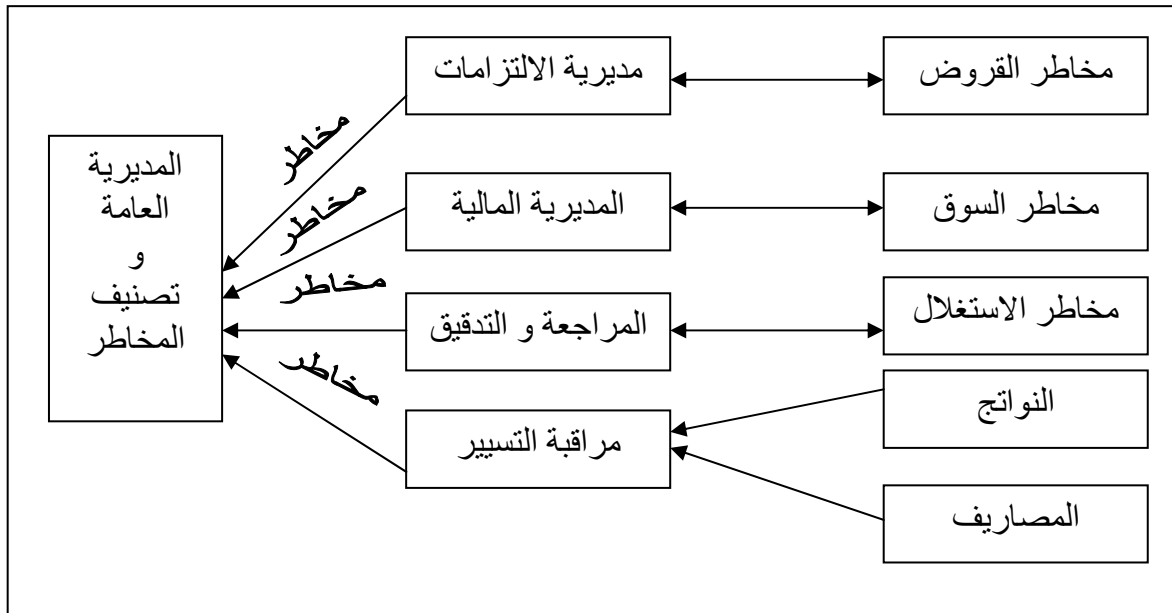 مخاطر القروض
مديرية الالتزامات
مخاطر
المديرية
العامة
و
تصنيف
المخاطر
مخاطر السوق
المديرية المالية
مخاطر
مخاطر الاستغلال
المراجعة و التدقيق
مخاطر
النواتج
مراقبة التسيير
مخاطر
المصاريف